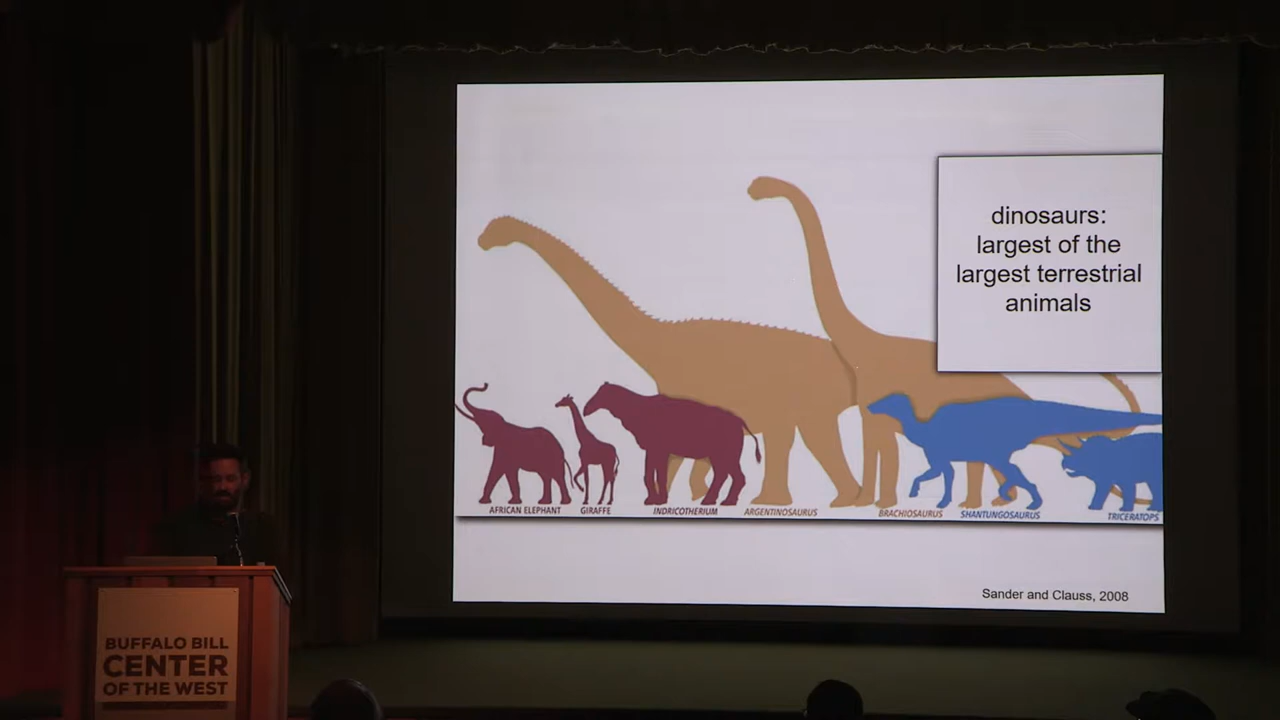 dinosaurs:
largest of the
largest terrestrial
animals
AFRICAN ELEPHANT
GIRAFFE
INDRICOTHERIUM
ARGENTINOSAURUS
BRACHIOSAURUS
SHANTUNGOSAURUS
TRICERATOPS
Sander and Clauss, 2008
BUFFALO BILL
CENTER
OF THE WEST